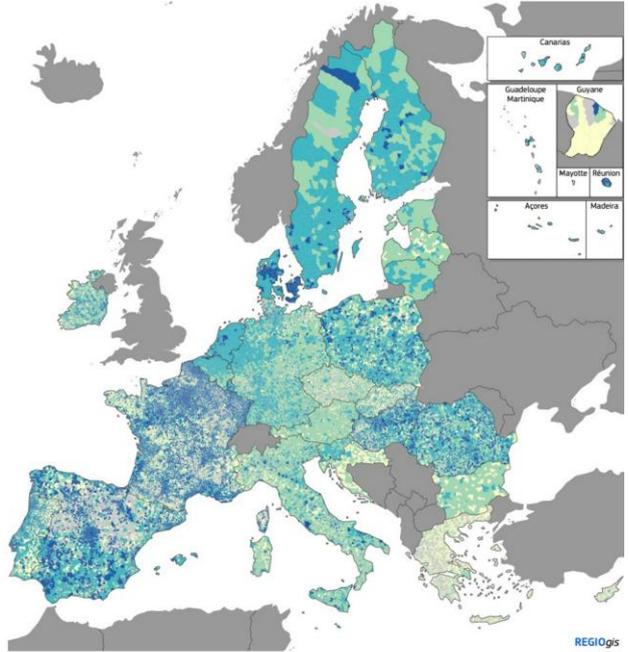 Canarias
Guadeloupe
Martinique
Guyane
Mayotte
Réunion
Açores
Madeira
REGIOgis